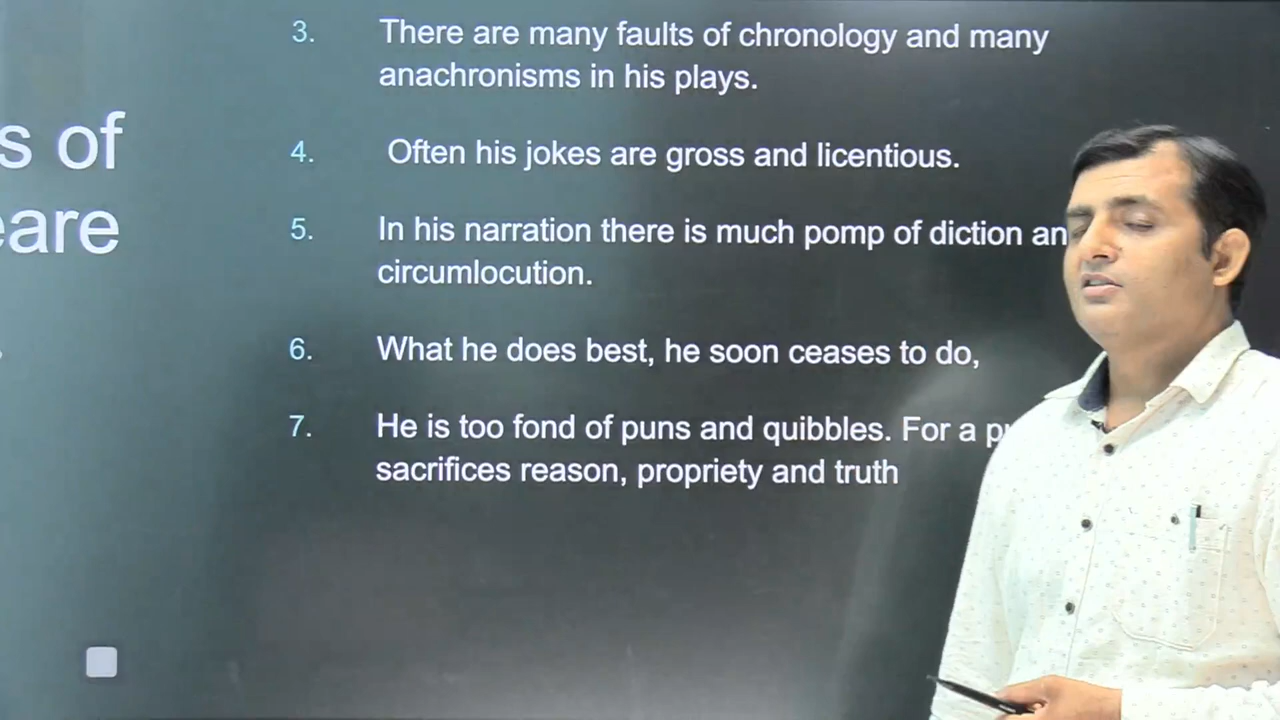 s of
eare
3. There are many faults of chronology and many
anachronisms in his plays.
4. Often his jokes are gross and licentious.
5. In his narration there is much pomp of diction an
circumlocution.
6. What he does best, he soon ceases to do,
7. He is too fond of puns and quibbles. For a p
sacrifices reason, propriety and truth